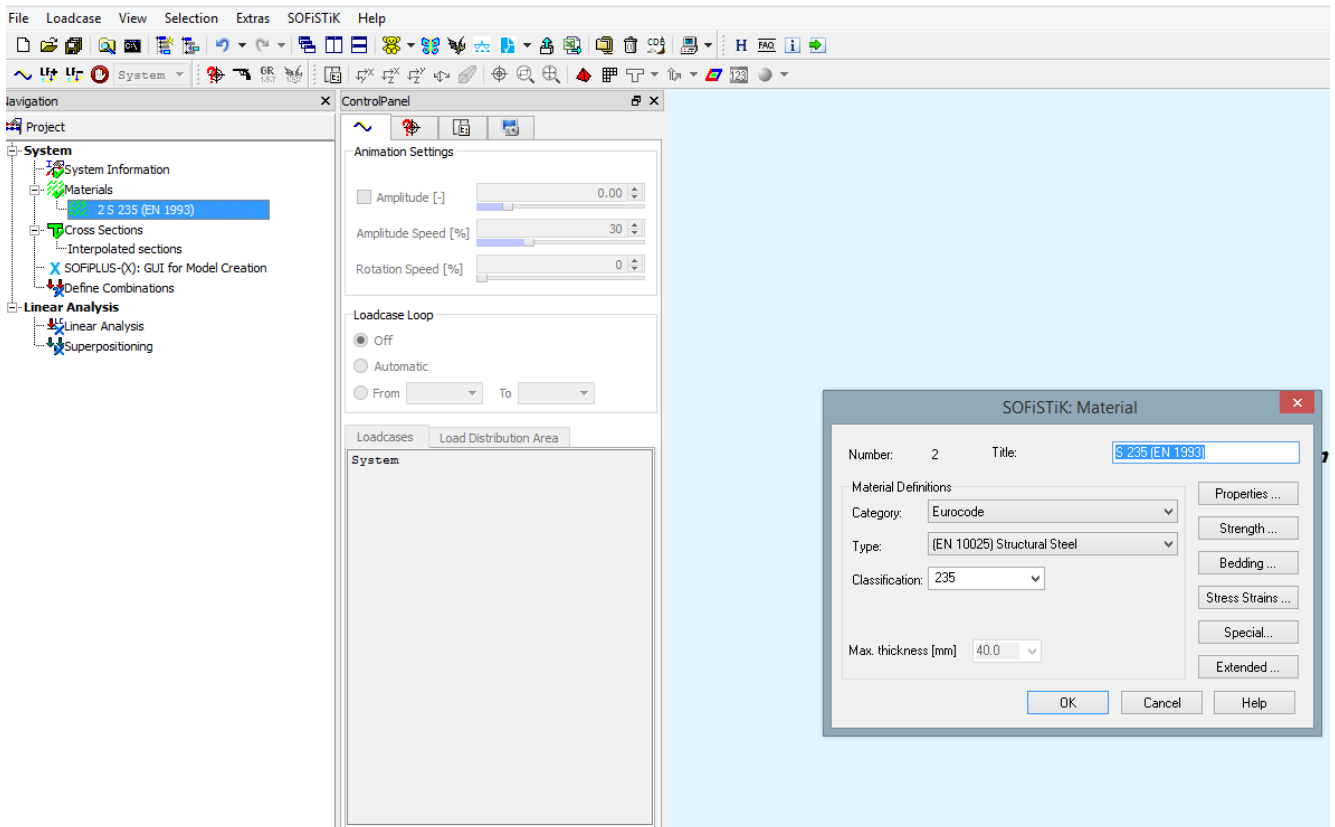 File Loadcase View Selection Extras SOFiSTiK Help
H FAQ i
System GR 1.5.7 123
Navigation
ControlPanel
Project
System
System Information
Materials
2 S 235 (EN 1993)
Cross Sections
Interpolated sections
SOFiPLUS-(X): GUI for Model Creation
Define Combinations
Linear Analysis
Linear Analysis
Superpositioning
Animation Settings
Amplitude [-] 0.00
Amplitude Speed [%] 30
Rotation Speed [%] 0
Loadcase Loop
Off
Automatic
From To
Loadcases Load Distribution Area
System
SOFiSTiK: Material
Number: 2 Title: S 235 (EN 1993)
Material Definitions
Category: Eurocode
Type: (EN 10025) Structural Steel
Classification: 235
Max. thickness [mm] 40.0
Properties ...
Strength ...
Bedding ...
Stress Strains ...
Special...
Extended ...
OK Cancel Help